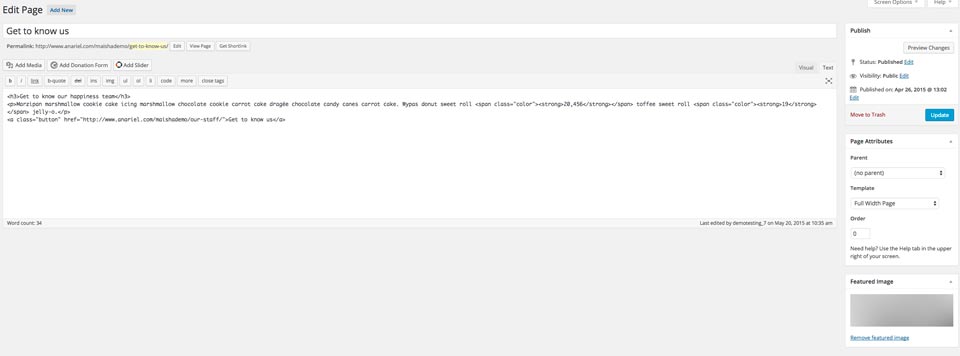 Screen Options
Help
Edit Page Add New
Get to know us
Permalink: http://www.anariel.com/maishademo/get-to-know-us/ Edit View Page Get Shortlink
Add Media Add Donation Form Add Slider
Visual Text
b i link b-quote del ins img ul ol li code more close tags
<h3>Get to know our happiness team</h3>
<p>Marzipan marshmallow cookie cake icing marshmallow chocolate cookie carrot cake dragée chocolate candy canes carrot cake. Wypas donut sweet roll <span class="color"><strong>20,456</strong></span> toffee sweet roll <span class="color"><strong>19</strong>
</span> jelly-o.</p>
<a class="button" href="http://www.anariel.com/maishademo/our-staff/">Get to know us</a>
Word count: 34
Last edited by demotesting_7 on May 20, 2015 at 10:35 am
Publish
Preview Changes
Status: Published Edit
Visibility: Public Edit
Published on: Apr 26, 2015 @ 13:02
Edit
Move to Trash Update
Page Attributes
Parent
(no parent)
Template
Full Width Page
Order
0
Need help? Use the Help tab in the upper
right of your screen.
Featured Image
Remove featured image